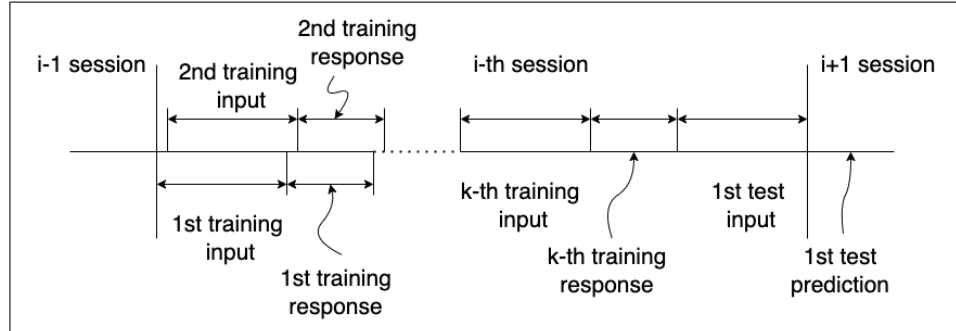 2nd training
response
i-1 session
i-th session
i+1 session
2nd training
input
1st training
input
k-th training
input
1st test
input
1st training
response
k-th training
response
1st test
prediction